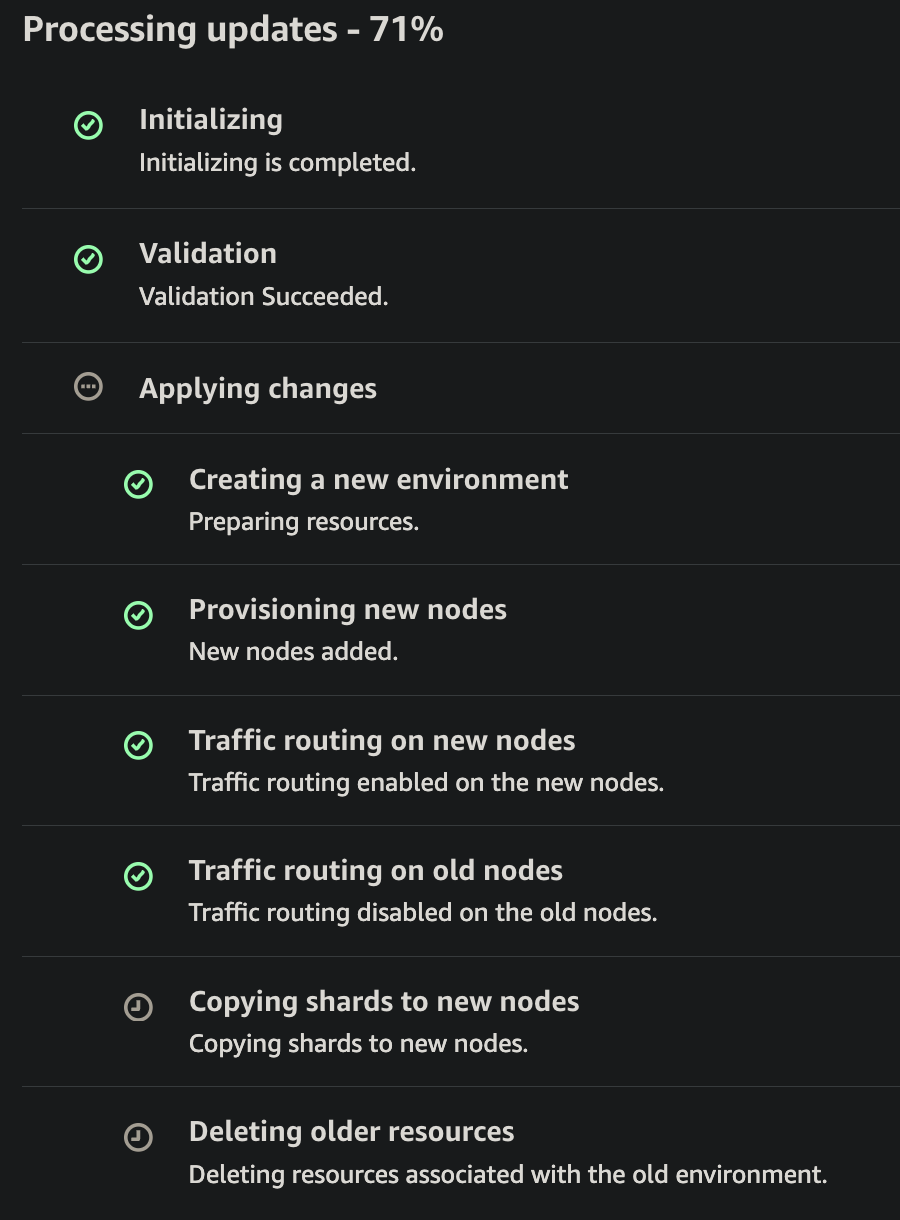 Processing updates - 71%
Initializing
Initializing is completed.
Validation
Validation Succeeded.
Applying changes
Creating a new environment
Preparing resources.
Provisioning new nodes
New nodes added.
Traffic routing on new nodes
Traffic routing enabled on the new nodes.
Traffic routing on old nodes
Traffic routing disabled on the old nodes.
Copying shards to new nodes
Copying shards to new nodes.
Deleting older resources
Deleting resources associated with the old environment.